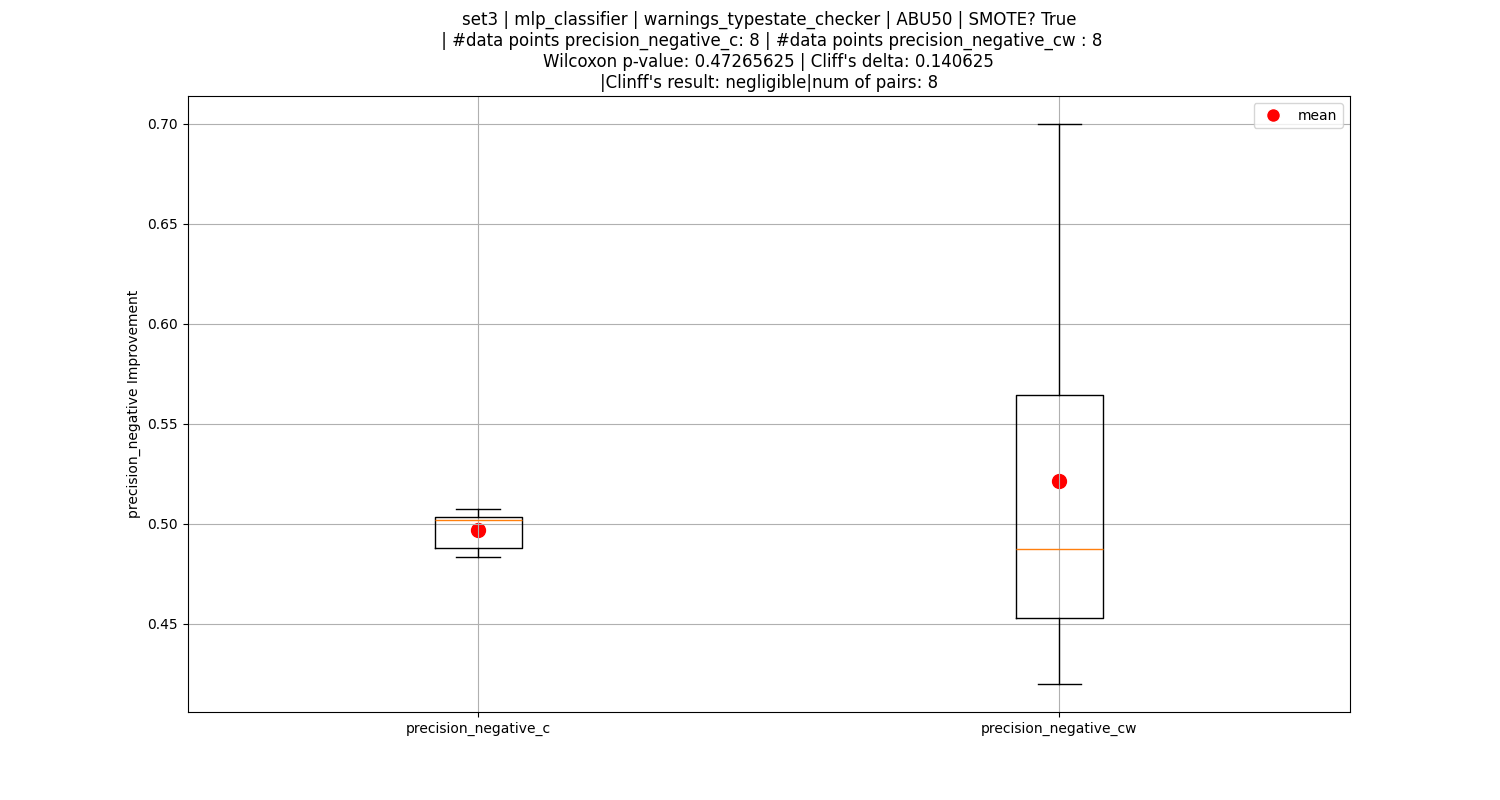 set3 | mlp_classifier | warnings_typestate_checker | ABU50 | SMOTE? True
| #data points precision_negative_c: 8 | #data points precision_negative_cw : 8
Wilcoxon p-value: 0.47265625 | Cliff's delta: 0.140625
|Clinff's result: negligible|num of pairs: 8
mean
0.70
0.65
0.60
0.55
0.50
0.45
precision_negative Improvement
precision_negative_c
precision_negative_cw